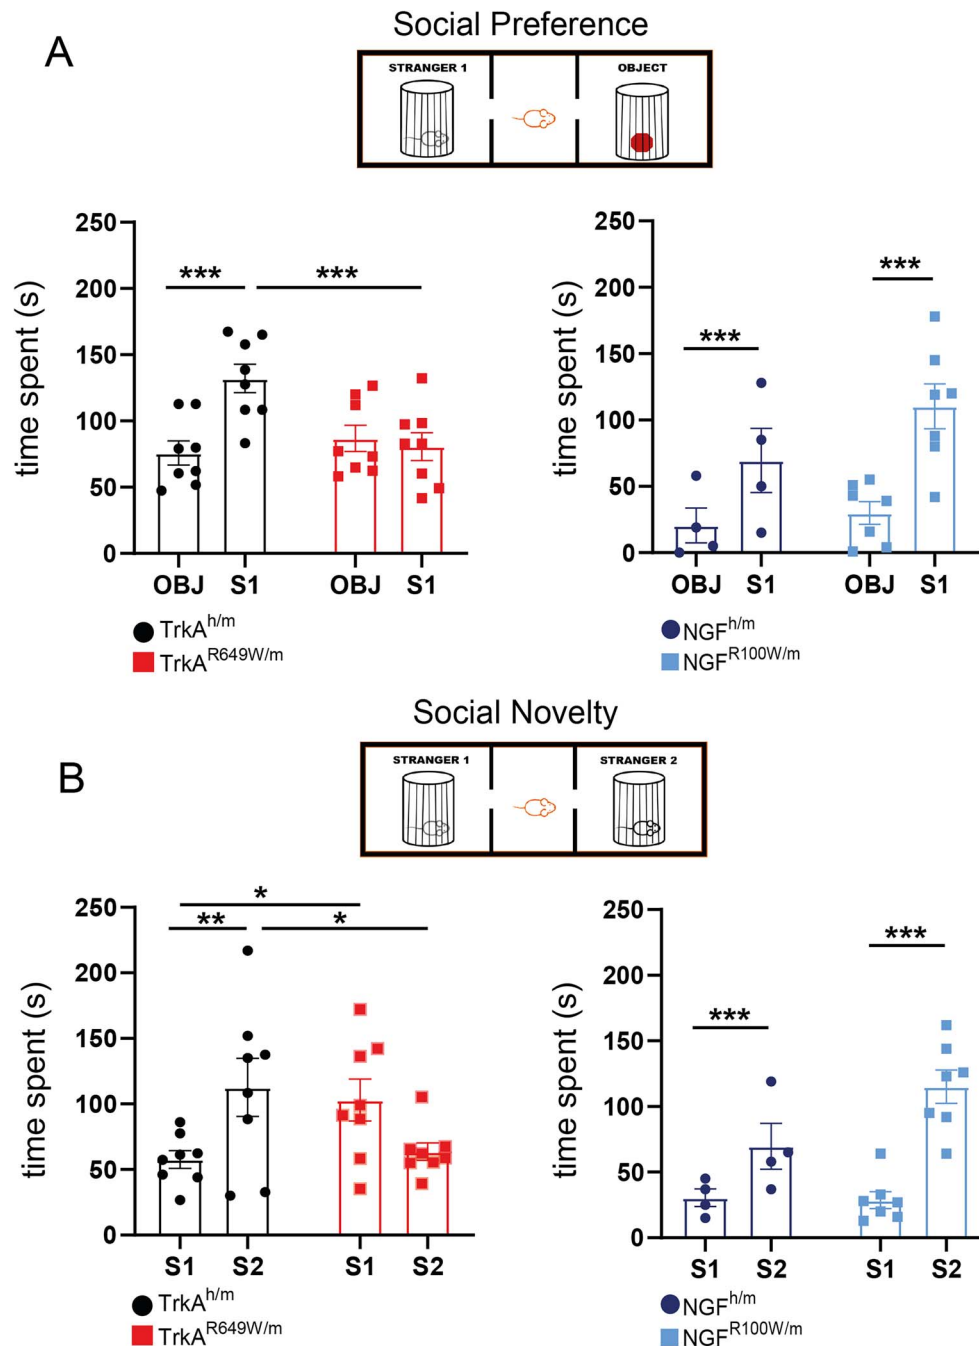 A
Social Preference
STRANGER 1
OBJECT
time spent (s)
250
200
150
100
50
0
***
***
OBJ S1 OBJ S1
TrkA^h/m
TrkA^R649W/m
time spent (s)
250
200
150
100
50
0
***
***
OBJ S1 OBJ S1
NGF^h/m
NGF^R100W/m
B
Social Novelty
STRANGER 1
STRANGER 2
time spent (s)
250
200
150
100
50
0
*
**
*
S1 S2 S1 S2
TrkA^h/m
TrkA^R649W/m
time spent (s)
250
200
150
100
50
0
***
***
S1 S2 S1 S2
NGF^h/m
NGF^R100W/m